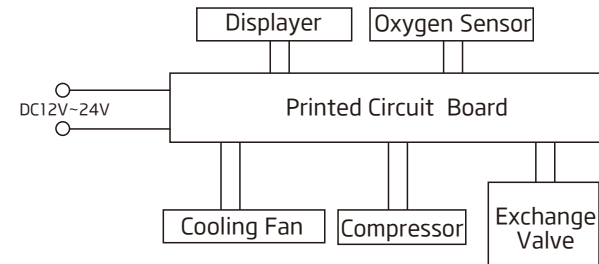 Displayer
Oxygen Sensor
DC12V~24V
Printed Circuit Board
Cooling Fan
Compressor
Exchange
Valve